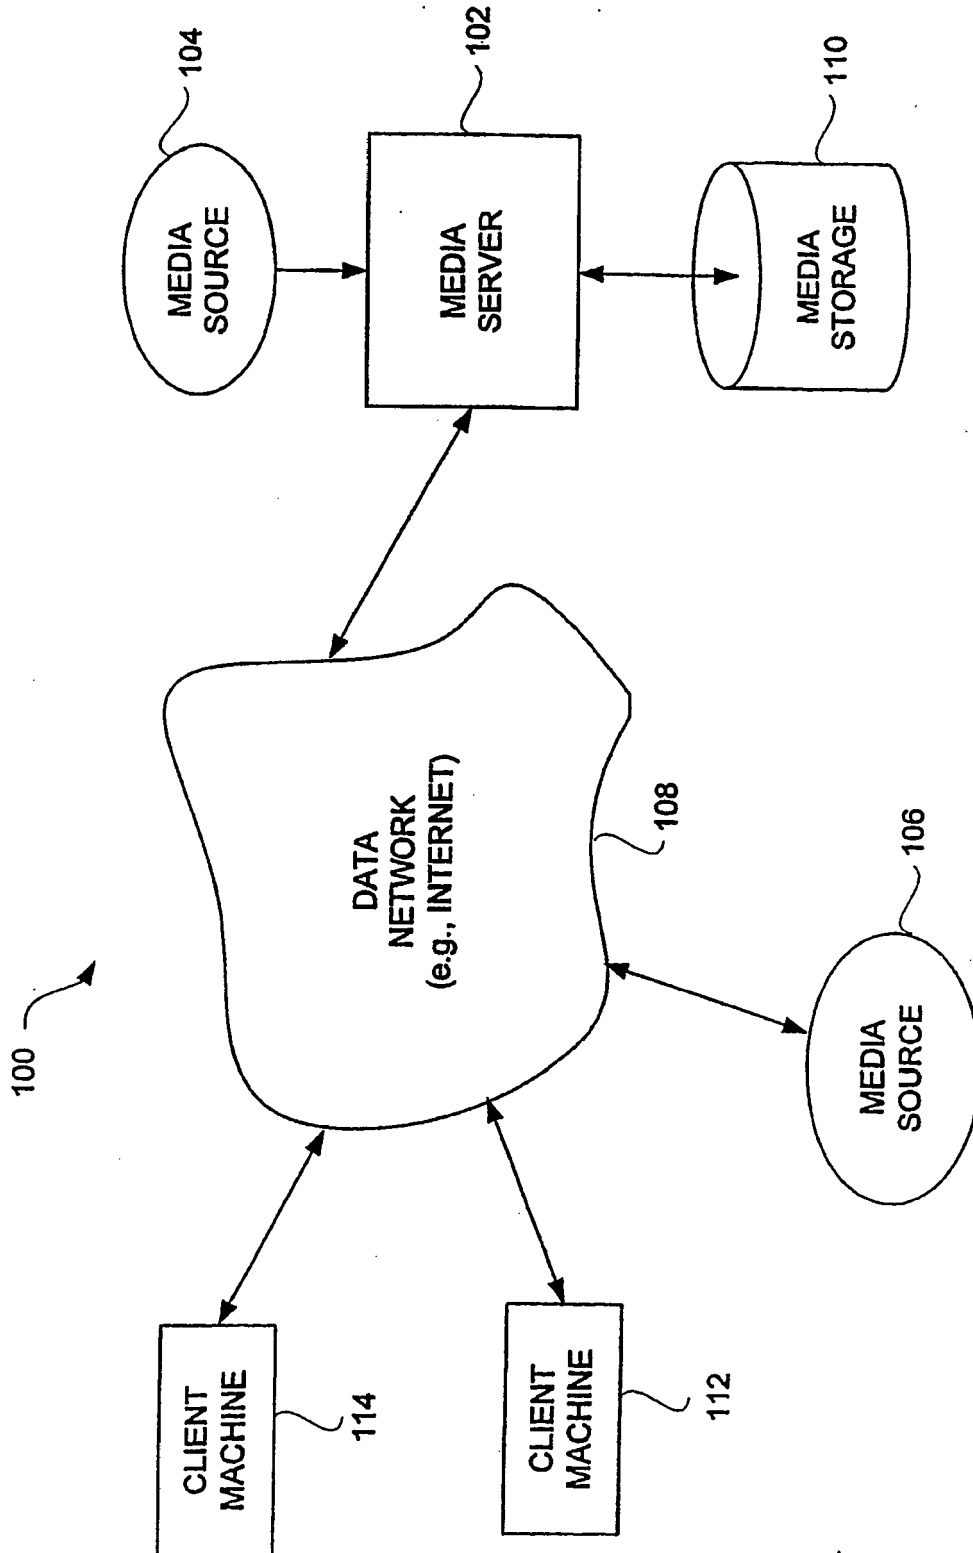 100
CLIENT
MACHINE
114
CLIENT
MACHINE
112
DATA
NETWORK
(e.g., INTERNET)
108
MEDIA
SOURCE
106
MEDIA
SOURCE
104
MEDIA
SERVER
102
MEDIA
STORAGE
110